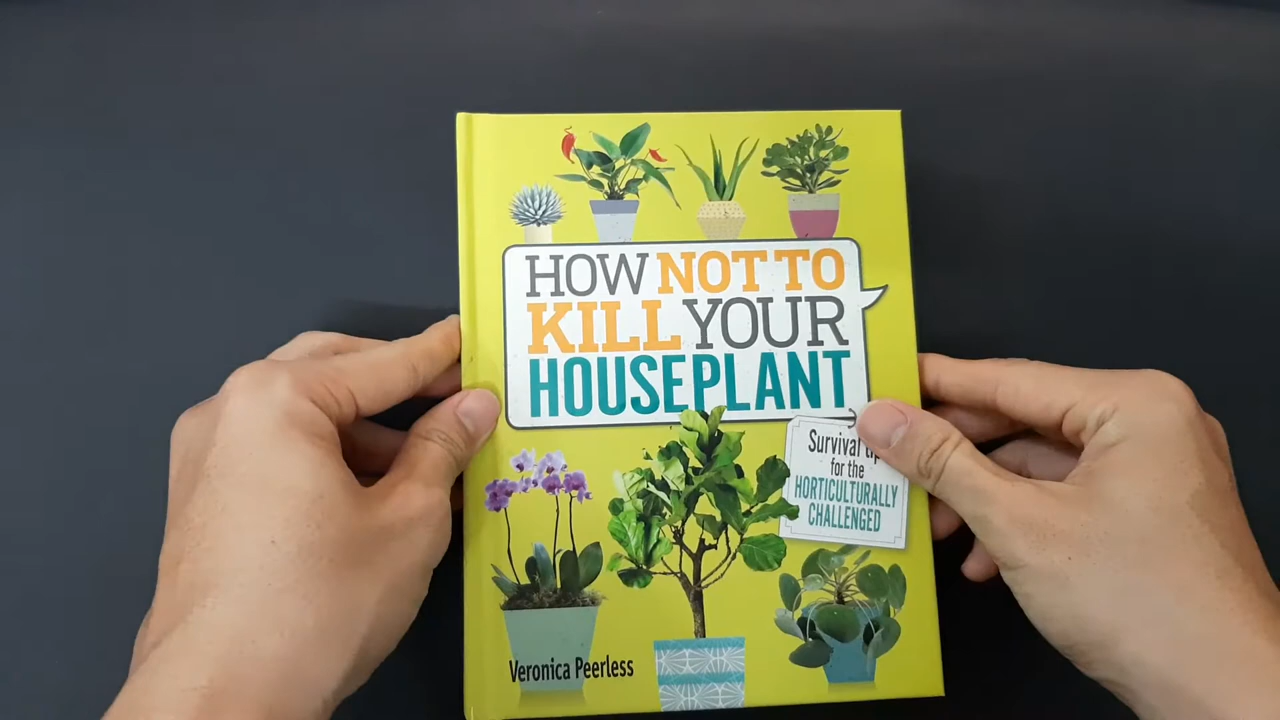 HOW NOT TO
KILL YOUR
HOUSEPLANT
Survival
for the
HORTICULTURALLY
CHALLENGED
Veronica Peerless